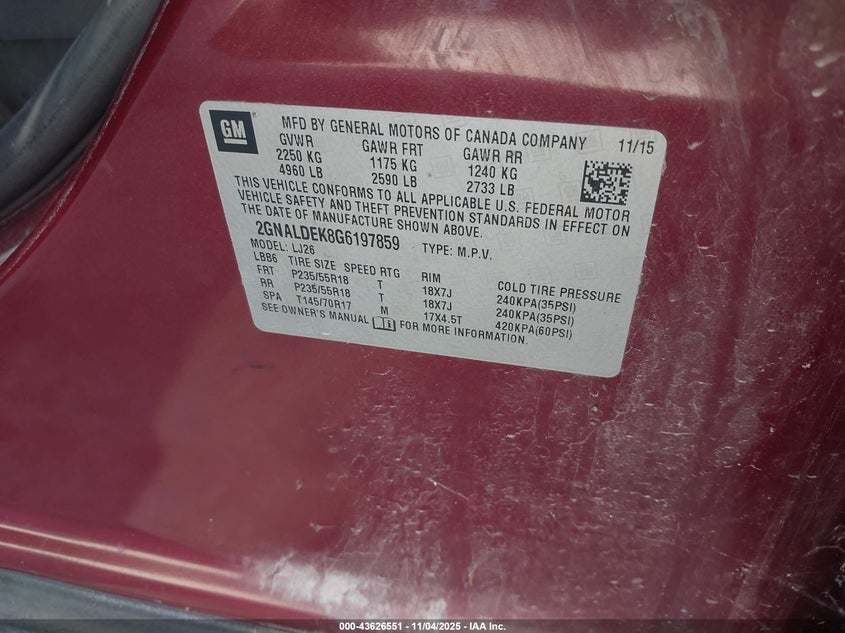 GM
MFD BY GENERAL MOTORS OF CANADA COMPANY 11/15
GVWR GAWR FRT GAWR RR
2250 KG 1175 KG 1240 KG
4960 LB 2590 LB 2733 LB
THIS VEHICLE CONFORMS TO ALL APPLICABLE U.S. FEDERAL MOTOR
VEHICLE SAFETY AND THEFT PREVENTION STANDARDS IN EFFECT ON
THE DATE OF MANUFACTURE SHOWN ABOVE.
2GNALDEK8G6197859 TYPE: M.P.V.
MODEL: LJ26
LBB6 TIRE SIZE SPEED RTG RIM COLD TIRE PRESSURE
FRT P235/55R18 T 18X7J 240KPA(35PSI)
RR P235/55R18 T 18X7J 240KPA(35PSI)
SPA T145/70R17 M 17X4.5T 420KPA(60PSI)
SEE OWNER'S MANUAL FOR MORE INFORMATION.
000-43626551 — 11/04/2025 — IAA Inc.